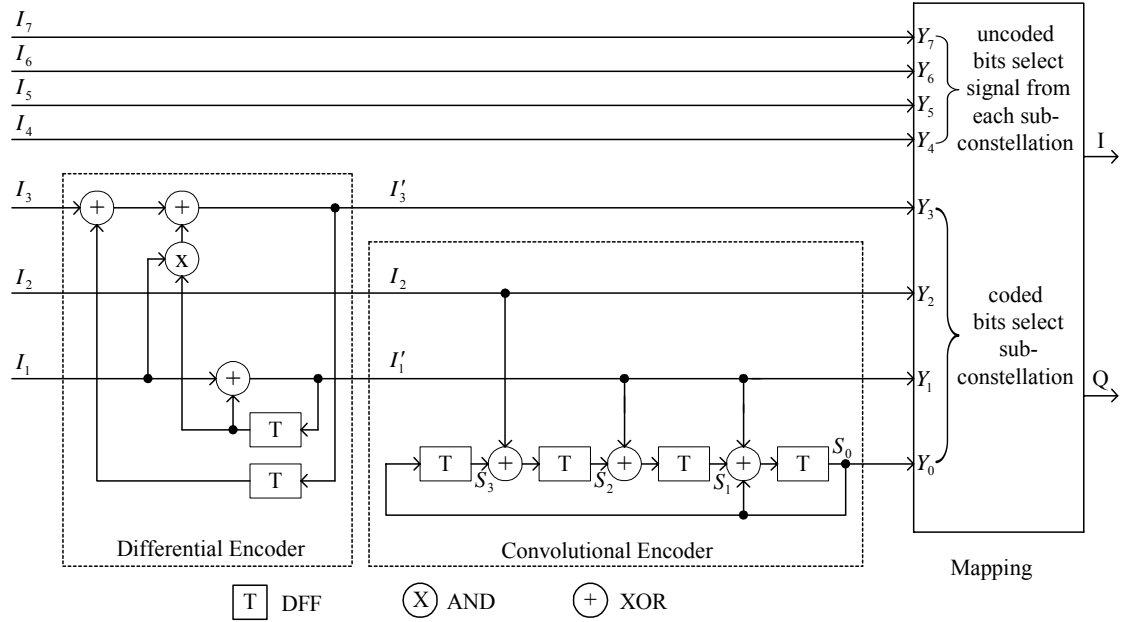 I₇
I₆
I₅
I₄
I₃
I₂
I₁
I′₃
I₂
I′₁
+
+
x
+
T
T
T
+
T
+
T
+
T
S₃
S₂
S₁
S₀
Differential Encoder
Convolutional Encoder
Y₇
Y₆
Y₅
Y₄
Y₃
Y₂
Y₁
Y₀
uncoded
bits select
signal from
each sub-
constellation
coded
bits select
sub-
constellation
I
Q
Mapping
T DFF
X AND
+ XOR